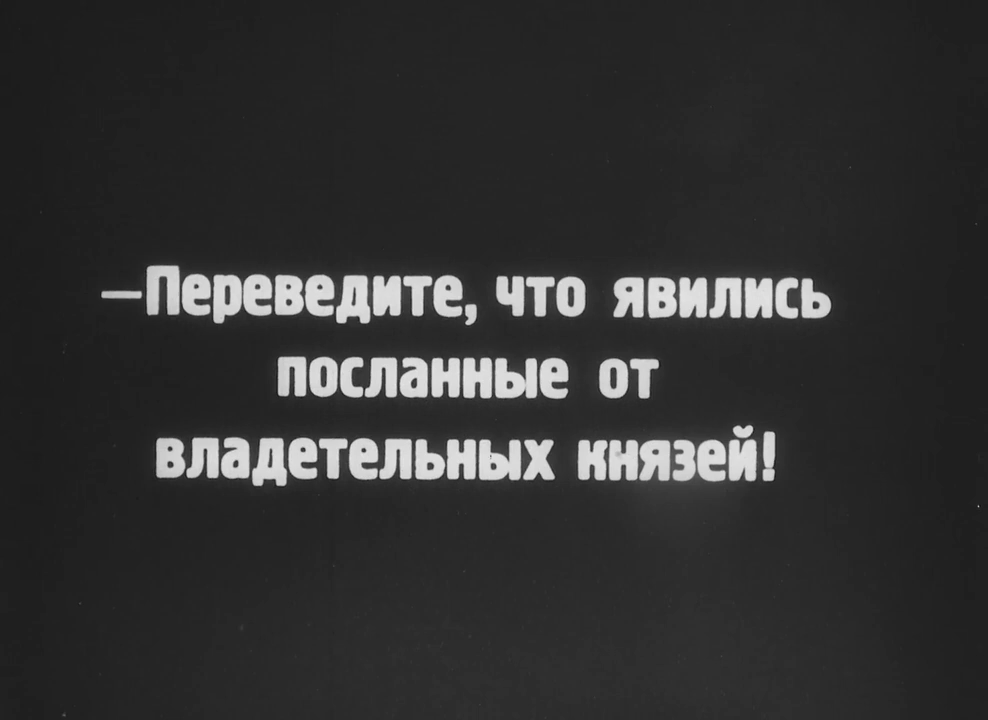 —Переведите, что явились
посланные от
владетельных князей!